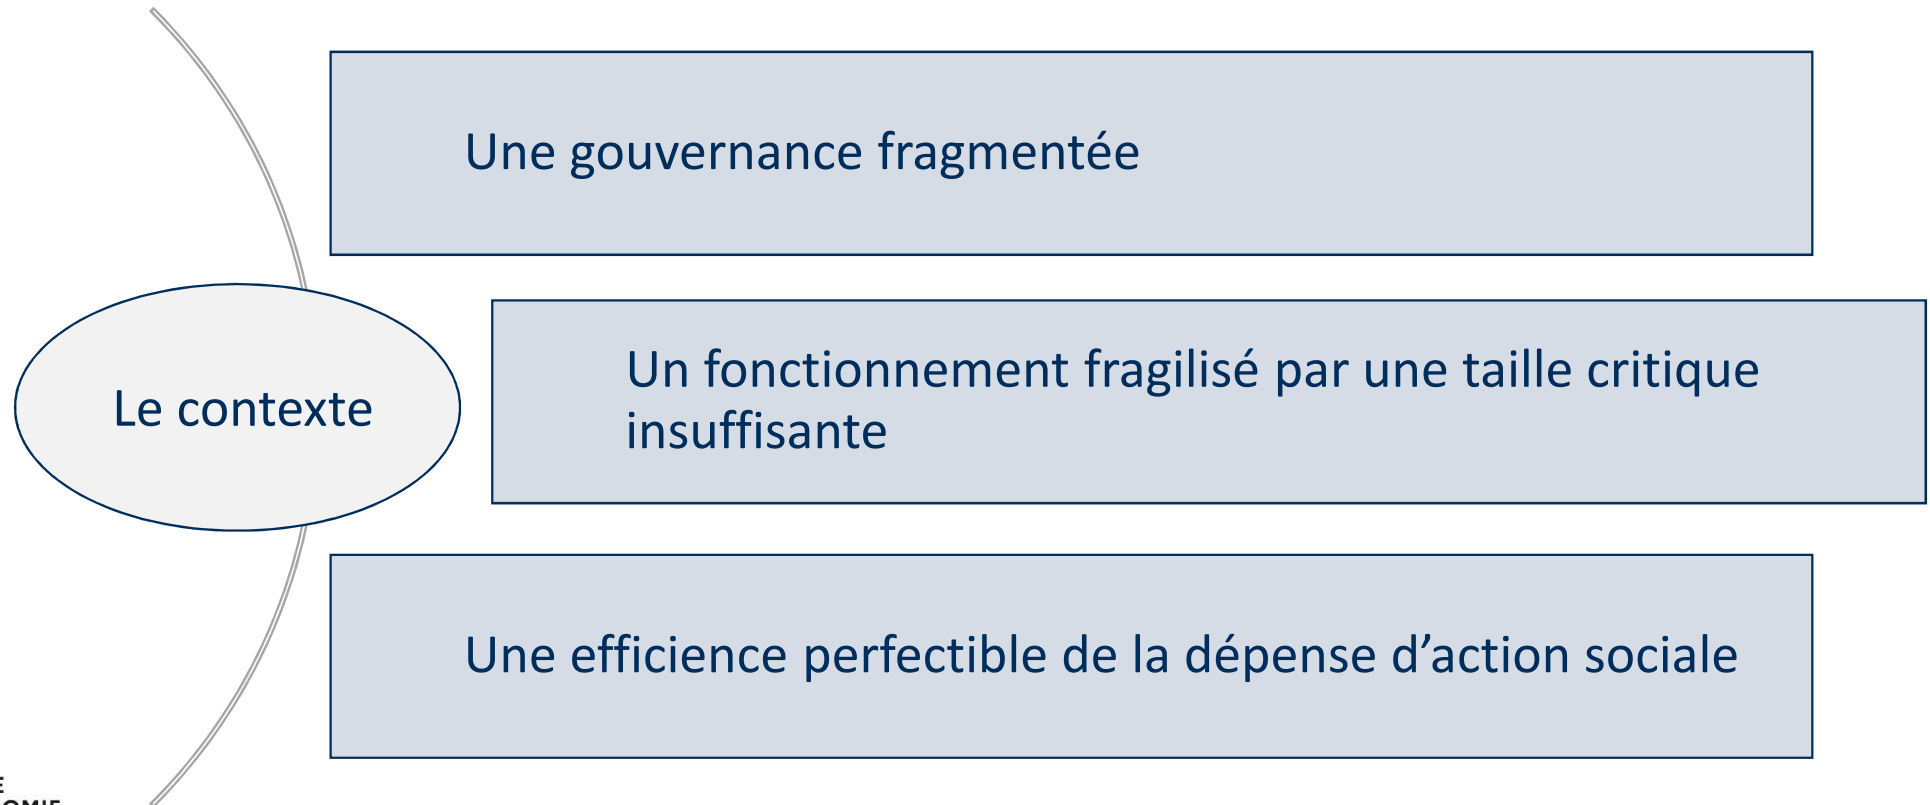 Une gouvernance fragmentée
Le contexte
Un fonctionnement fragilisé par une taille critique
insuffisante
Une efficience perfectible de la dépense d’action sociale